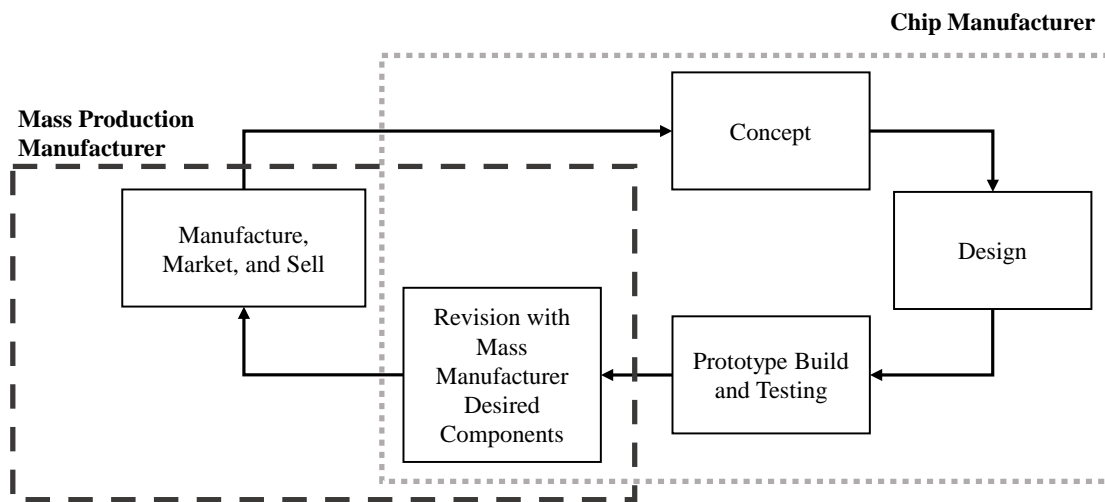 Chip Manufacturer
Mass Production
Manufacturer
Concept
Manufacture,
Market, and Sell
Design
Revision with
Mass
Manufacturer
Desired
Components
Prototype Build
and Testing